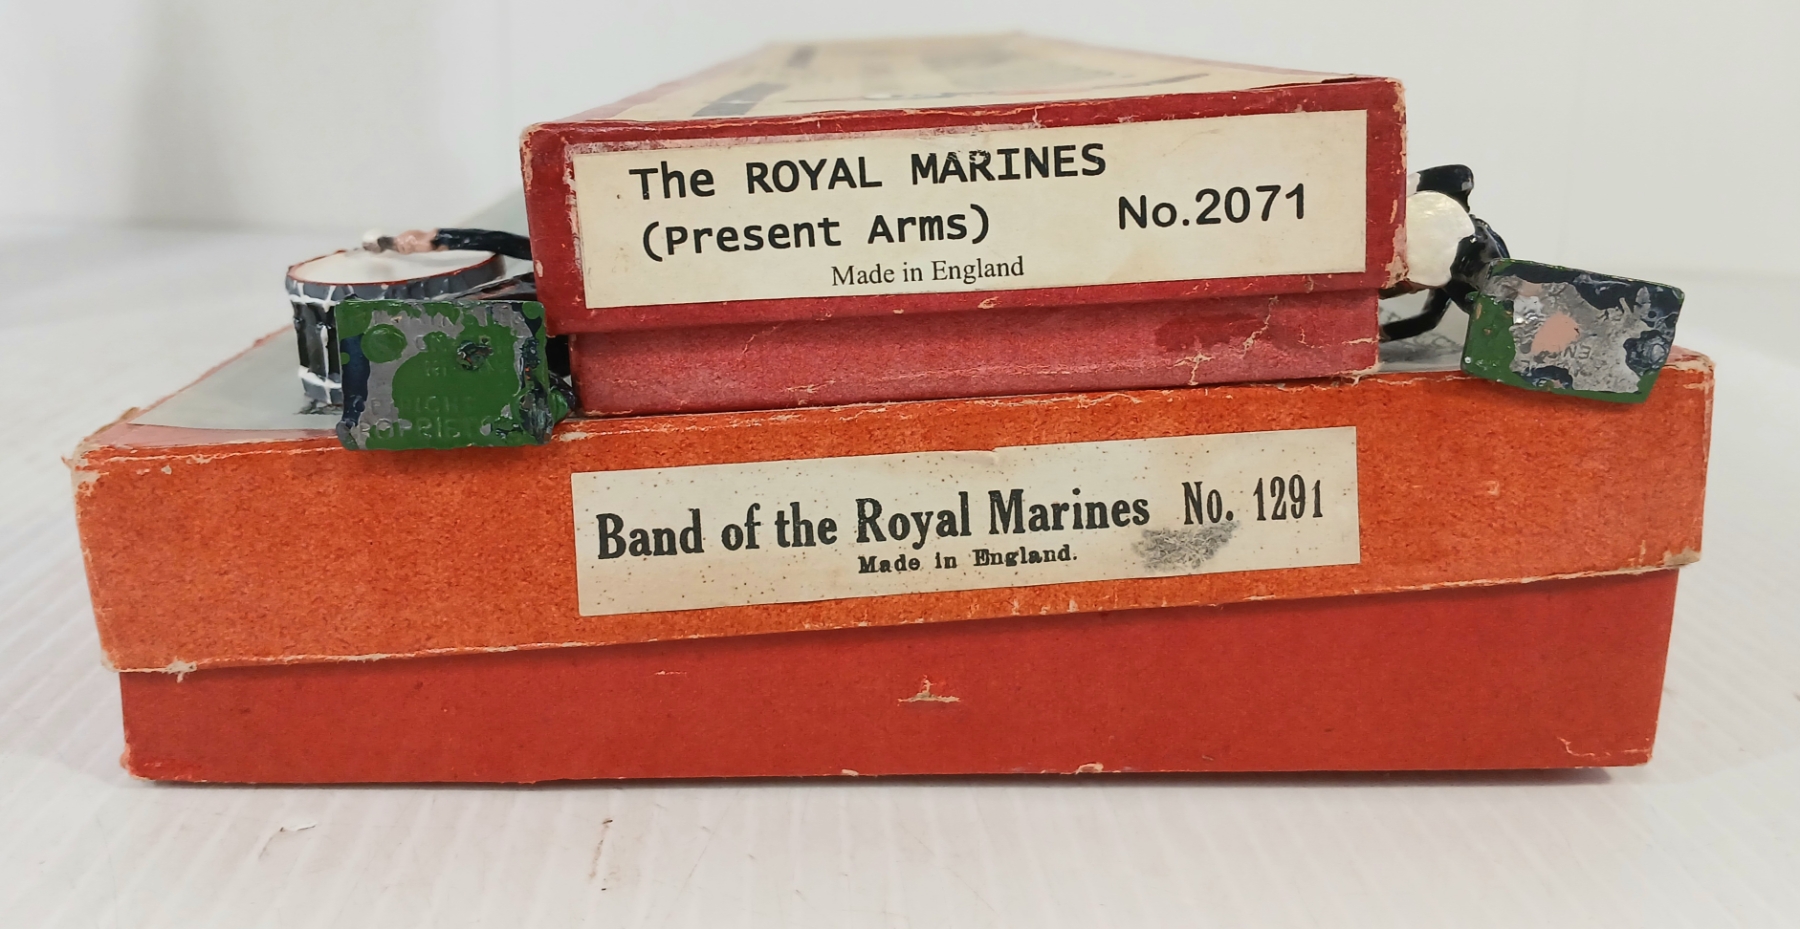 The ROYAL MARINES
(Present Arms) No.2071
Made in England
Band of the Royal Marines No. 1291
Made in England.